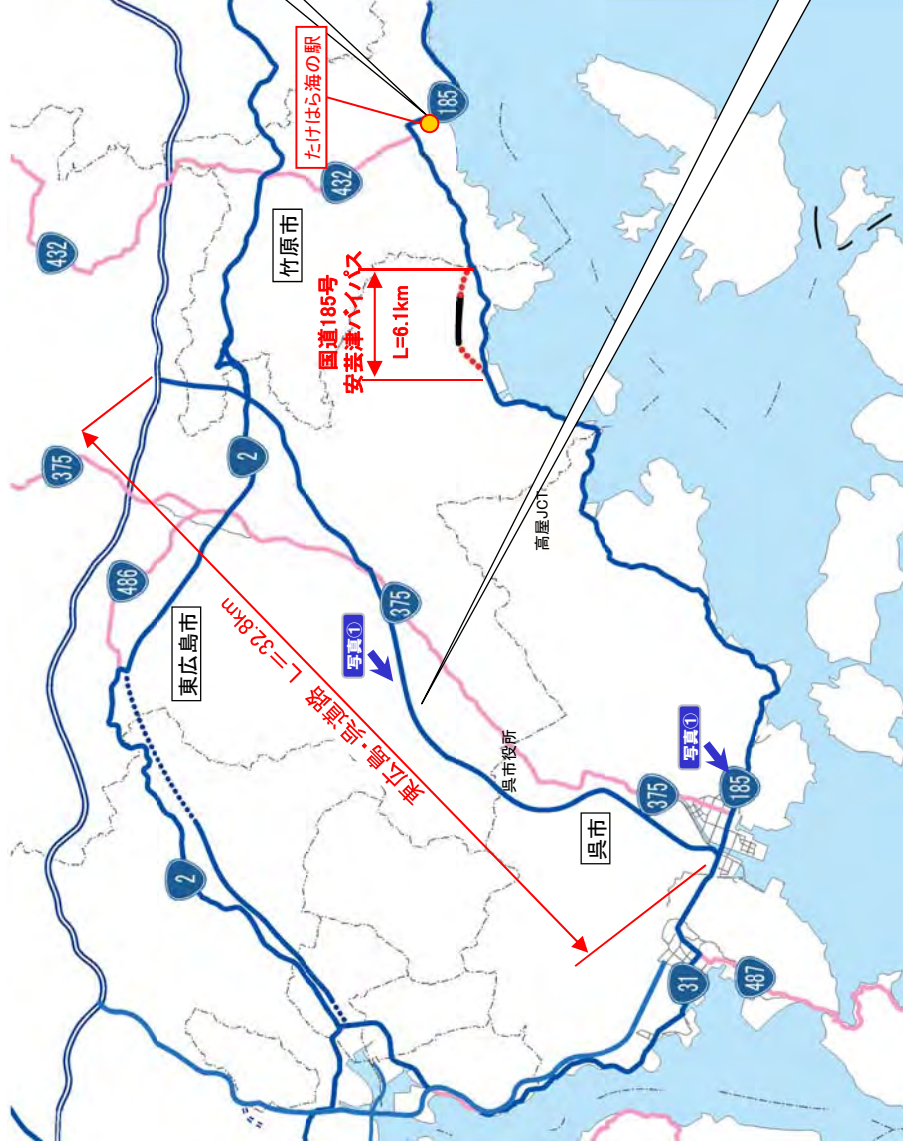 432
432
たけはら海の駅
185
竹原市
国道185号
安芸津バイパス
L=6.1km
375
2
486
東広島市
東広島・呉道路 L=32.8km
375
写真①
高屋JCT
呉市役所
2
375
呉市
写真①
185
31
487